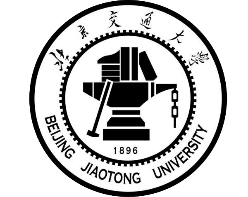 北京交通大学
1896
BEIJING JIAOTONG UNIVERSITY